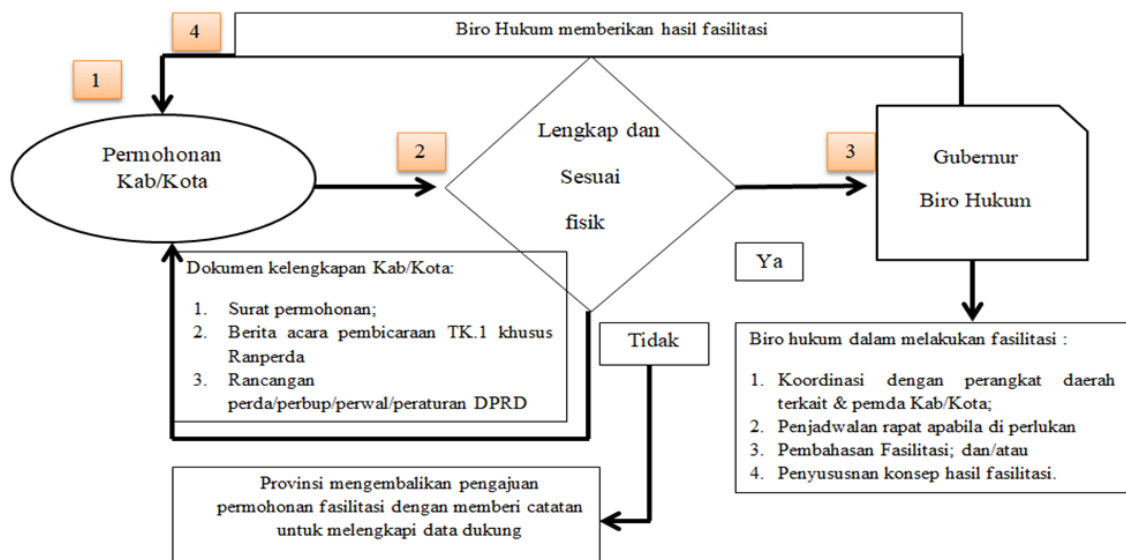 4
Biro Hukum memberikan hasil fasilitasi
1
Permohonan
Kab/Kota
2
Lengkap dan
Sesuai
fisik
3
Gubernur
Biro Hukum
Ya
Dokumen kelengkapan Kab/Kota:
1. Surat permohonan;
2. Berita acara pembicaraan TK.1 khusus
Ranperda
3. Rancangan
perda/perbup/perwal/peraturan DPRD
Tidak
Biro hukum dalam melakukan fasilitasi :
1. Koordinasi dengan perangkat daerah
terkait & pemda Kab/Kota;
2. Penjadwalan rapat apabila di perlukan
3. Pembahasan Fasilitasi; dan/atau
4. Penyususnan konsep hasil fasilitasi.
Provinsi mengembalikan pengajuan
permohonan fasilitasi dengan memberi catatan
untuk melengkapi data dukung